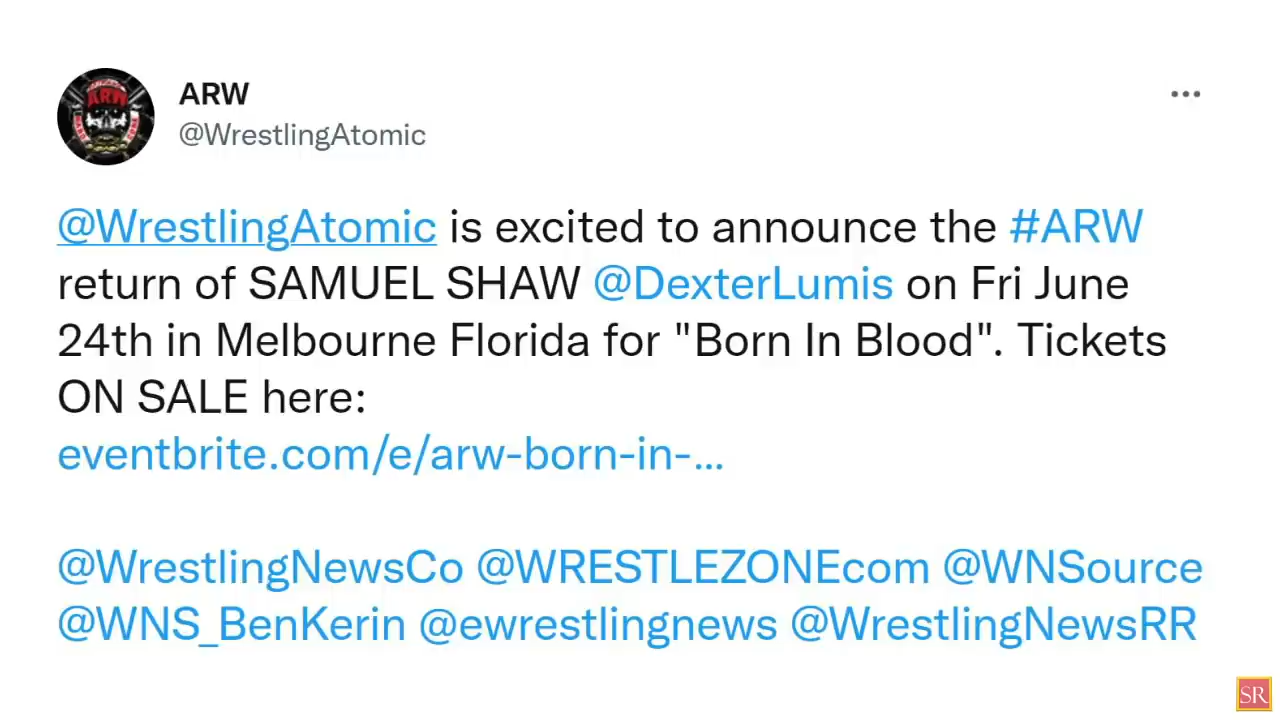 ARW
@WrestlingAtomic
@WrestlingAtomic is excited to announce the #ARW
return of SAMUEL SHAW @DexterLumis on Fri June
24th in Melbourne Florida for "Born In Blood". Tickets
ON SALE here:
eventbrite.com/e/arw-born-in-...
@WrestlingNewsCo @WRESTLEZONEcom @WNSource
@WNS_BenKerin @ewrestlingnews @WrestlingNewsRR
SR